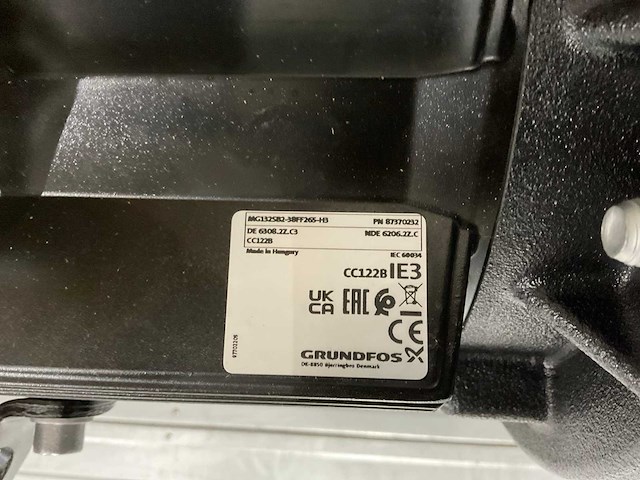 MG132SB2-38FF265-H3 PN 87370232
DE 6308.2Z.C3 NDE 6206.2Z.C
CC122B
Made in Hungary IEC 60034
CC122B IE3
UK CA EAC
CE
GRUNDFOS
DK-8850 Bjerringbro Denmark